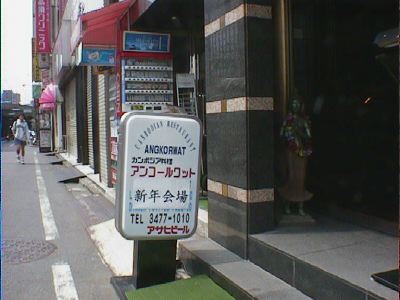 CAMBODIAN RESTAURANT
ANGKORWAT
カンボジア料理
アンコールワット
新年会場
TEL 3477-1010
アサヒビール